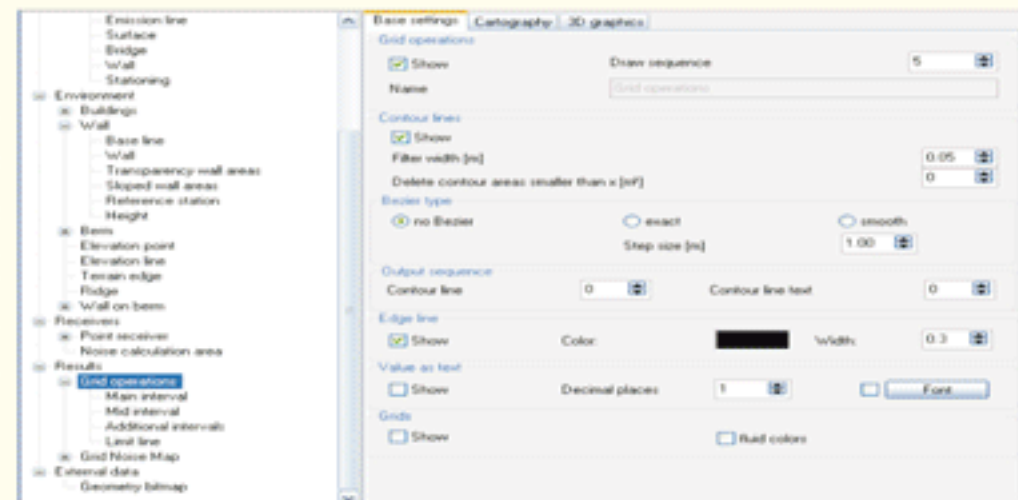 Emission line
Surface
Bridge
Wall
Stationing
Environment
Buildings
Wall
Base line
Wall
Transparency wall areas
Sloped wall areas
Reference station
Height
Berm
Elevation point
Elevation line
Terrain edge
Ridge
Wall on berm
Receivers
Point receiver
Noise calculation area
Results
Grid operations
Main interval
Mid interval
Additional intervals
Limit line
Grid Noise Map
External data
Geometry bitmap
Base settings Cartography 3D graphics
Grid operations
Show Draw sequence 5
Name Grid operations
Contour lines
Show
Filter width [m] 0.05
Delete contour areas smaller than x [m²] 0
Bezier type
no Bezier exact smooth
Step size [m] 1.00
Output sequence
Contour line 0 Contour line text 0
Edge line
Show Color: Width: 0.3
Value as text
Show Decimal places 1 Font
Grids
Show fluid colors